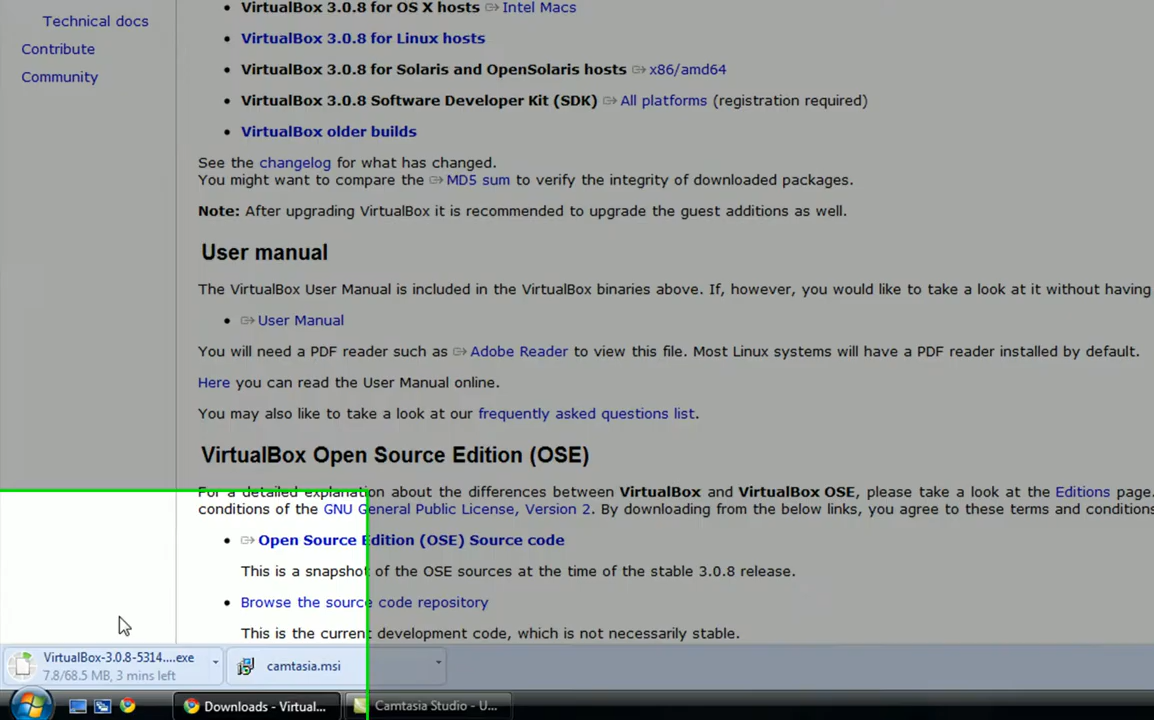 Technical docs
Contribute
Community
VirtualBox 3.0.8 for OS X hosts Intel Macs
VirtualBox 3.0.8 for Linux hosts
VirtualBox 3.0.8 for Solaris and OpenSolaris hosts x86/amd64
VirtualBox 3.0.8 Software Developer Kit (SDK) All platforms (registration required)
VirtualBox older builds
See the changelog for what has changed.
You might want to compare the MD5 sum to verify the integrity of downloaded packages.
Note: After upgrading VirtualBox it is recommended to upgrade the guest additions as well.
User manual
The VirtualBox User Manual is included in the VirtualBox binaries above. If, however, you would like to take a look at it without having
User Manual
You will need a PDF reader such as Adobe Reader to view this file. Most Linux systems will have a PDF reader installed by default.
Here you can read the User Manual online.
You may also like to take a look at our frequently asked questions list.
VirtualBox Open Source Edition (OSE)
For a detailed explanation about the differences between VirtualBox and VirtualBox OSE, please take a look at the Editions page.
conditions of the GNU General Public License, Version 2. By downloading from the below links, you agree to these terms and conditions
Open Source Edition (OSE) Source code
This is a snapshot of the OSE sources at the time of the stable 3.0.8 release.
Browse the source code repository
This is the current development code, which is not necessarily stable.
VirtualBox-3.0.8-5314....exe
7.8/68.5 MB, 3 mins left
camtasia.msi
Downloads - Virtual...
Camtasia Studio - U...